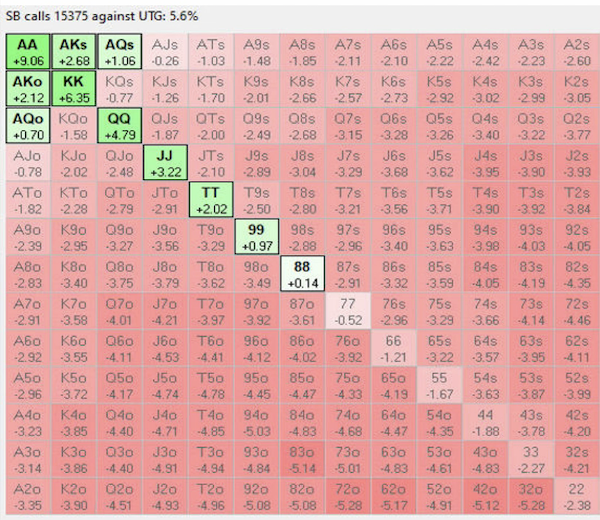 SB calls 15375 against UTG: 5.6%
AA AKs AQs AJs ATs A9s A8s A7s A6s A5s A4s A3s A2s
+9.06 +2.68 +1.06 -0.26 -1.03 -1.48 -1.85 -2.11 -2.10 -2.22 -2.42 -2.23 -2.60
AKo KK KQs KJs KTs K9s K8s K7s K6s K5s K4s K3s K2s
+2.12 +6.35 -0.77 -1.26 -1.70 -2.01 -2.66 -2.57 -2.73 -2.92 -3.02 -2.99 -3.05
AQo KQo QQ QJs QTs Q9s Q8s Q7s Q6s Q5s Q4s Q3s Q2s
+0.70 -1.58 +4.79 -1.87 -2.00 -2.49 -2.68 -3.15 -3.28 -3.26 -3.40 -3.22 -3.77
AJo KJo QJo JJ JTs J9s J8s J7s J6s J5s J4s J3s J2s
-0.78 -2.02 -2.48 +3.22 -2.10 -2.89 -3.04 -3.29 -3.68 -3.62 -3.95 -3.90 -3.93
ATo KTo QTo JTo TT T9s T8s T7s T6s T5s T4s T3s T2s
-1.82 -2.28 -2.79 -2.91 +2.02 -2.50 -2.80 -3.21 -3.56 -3.71 -3.90 -3.92 -3.84
A9o K9o Q9o J9o T9o 99 98s 97s 96s 95s 94s 93s 92s
-2.39 -2.95 -3.27 -3.56 -3.29 +0.97 -2.88 -2.96 -3.40 -3.63 -3.98 -4.03 -4.05
A8o K8o Q8o J8o T8o 98o 88 87s 86s 85s 84s 83s 82s
-2.83 -3.40 -3.75 -3.79 -3.62 -3.49 +0.14 -2.91 -3.32 -3.59 -4.05 -4.19 -4.35
A7o K7o Q7o J7o T7o 97o 87o 77 76s 75s 74s 73s 72s
-2.91 -3.58 -4.01 -4.21 -3.97 -3.92 -3.61 -0.52 -2.96 -3.29 -3.66 -4.14 -4.46
A6o K6o Q6o J6o T6o 96o 86o 76o 66 65s 64s 63s 62s
-2.92 -3.55 -4.11 -4.53 -4.41 -4.12 -4.02 -3.92 -1.21 -3.22 -3.57 -3.95 -4.11
A5o K5o Q5o J5o T5o 95o 85o 75o 65o 55 54s 53s 52s
-2.96 -3.72 -4.17 -4.74 -4.78 -4.45 -4.47 -4.33 -4.19 -1.67 -3.63 -3.87 -3.99
A4o K4o Q4o J4o T4o 94o 84o 74o 64o 54o 44 43s 42s
-3.23 -3.85 -4.40 -4.71 -4.85 -5.03 -4.83 -4.68 -4.47 -4.35 -1.88 -3.78 -4.20
A3o K3o Q3o J3o T3o 93o 83o 73o 63o 53o 43o 33 32s
-3.14 -3.86 -4.40 -4.91 -4.94 -4.84 -5.14 -5.01 -4.83 -4.61 -4.83 -2.27 -4.21
A2o K2o Q2o J2o T2o 92o 82o 72o 62o 52o 42o 32o 22
-3.35 -3.90 -4.51 -4.93 -4.96 -5.08 -5.08 -5.28 -5.17 -4.91 -5.12 -5.28 -2.38